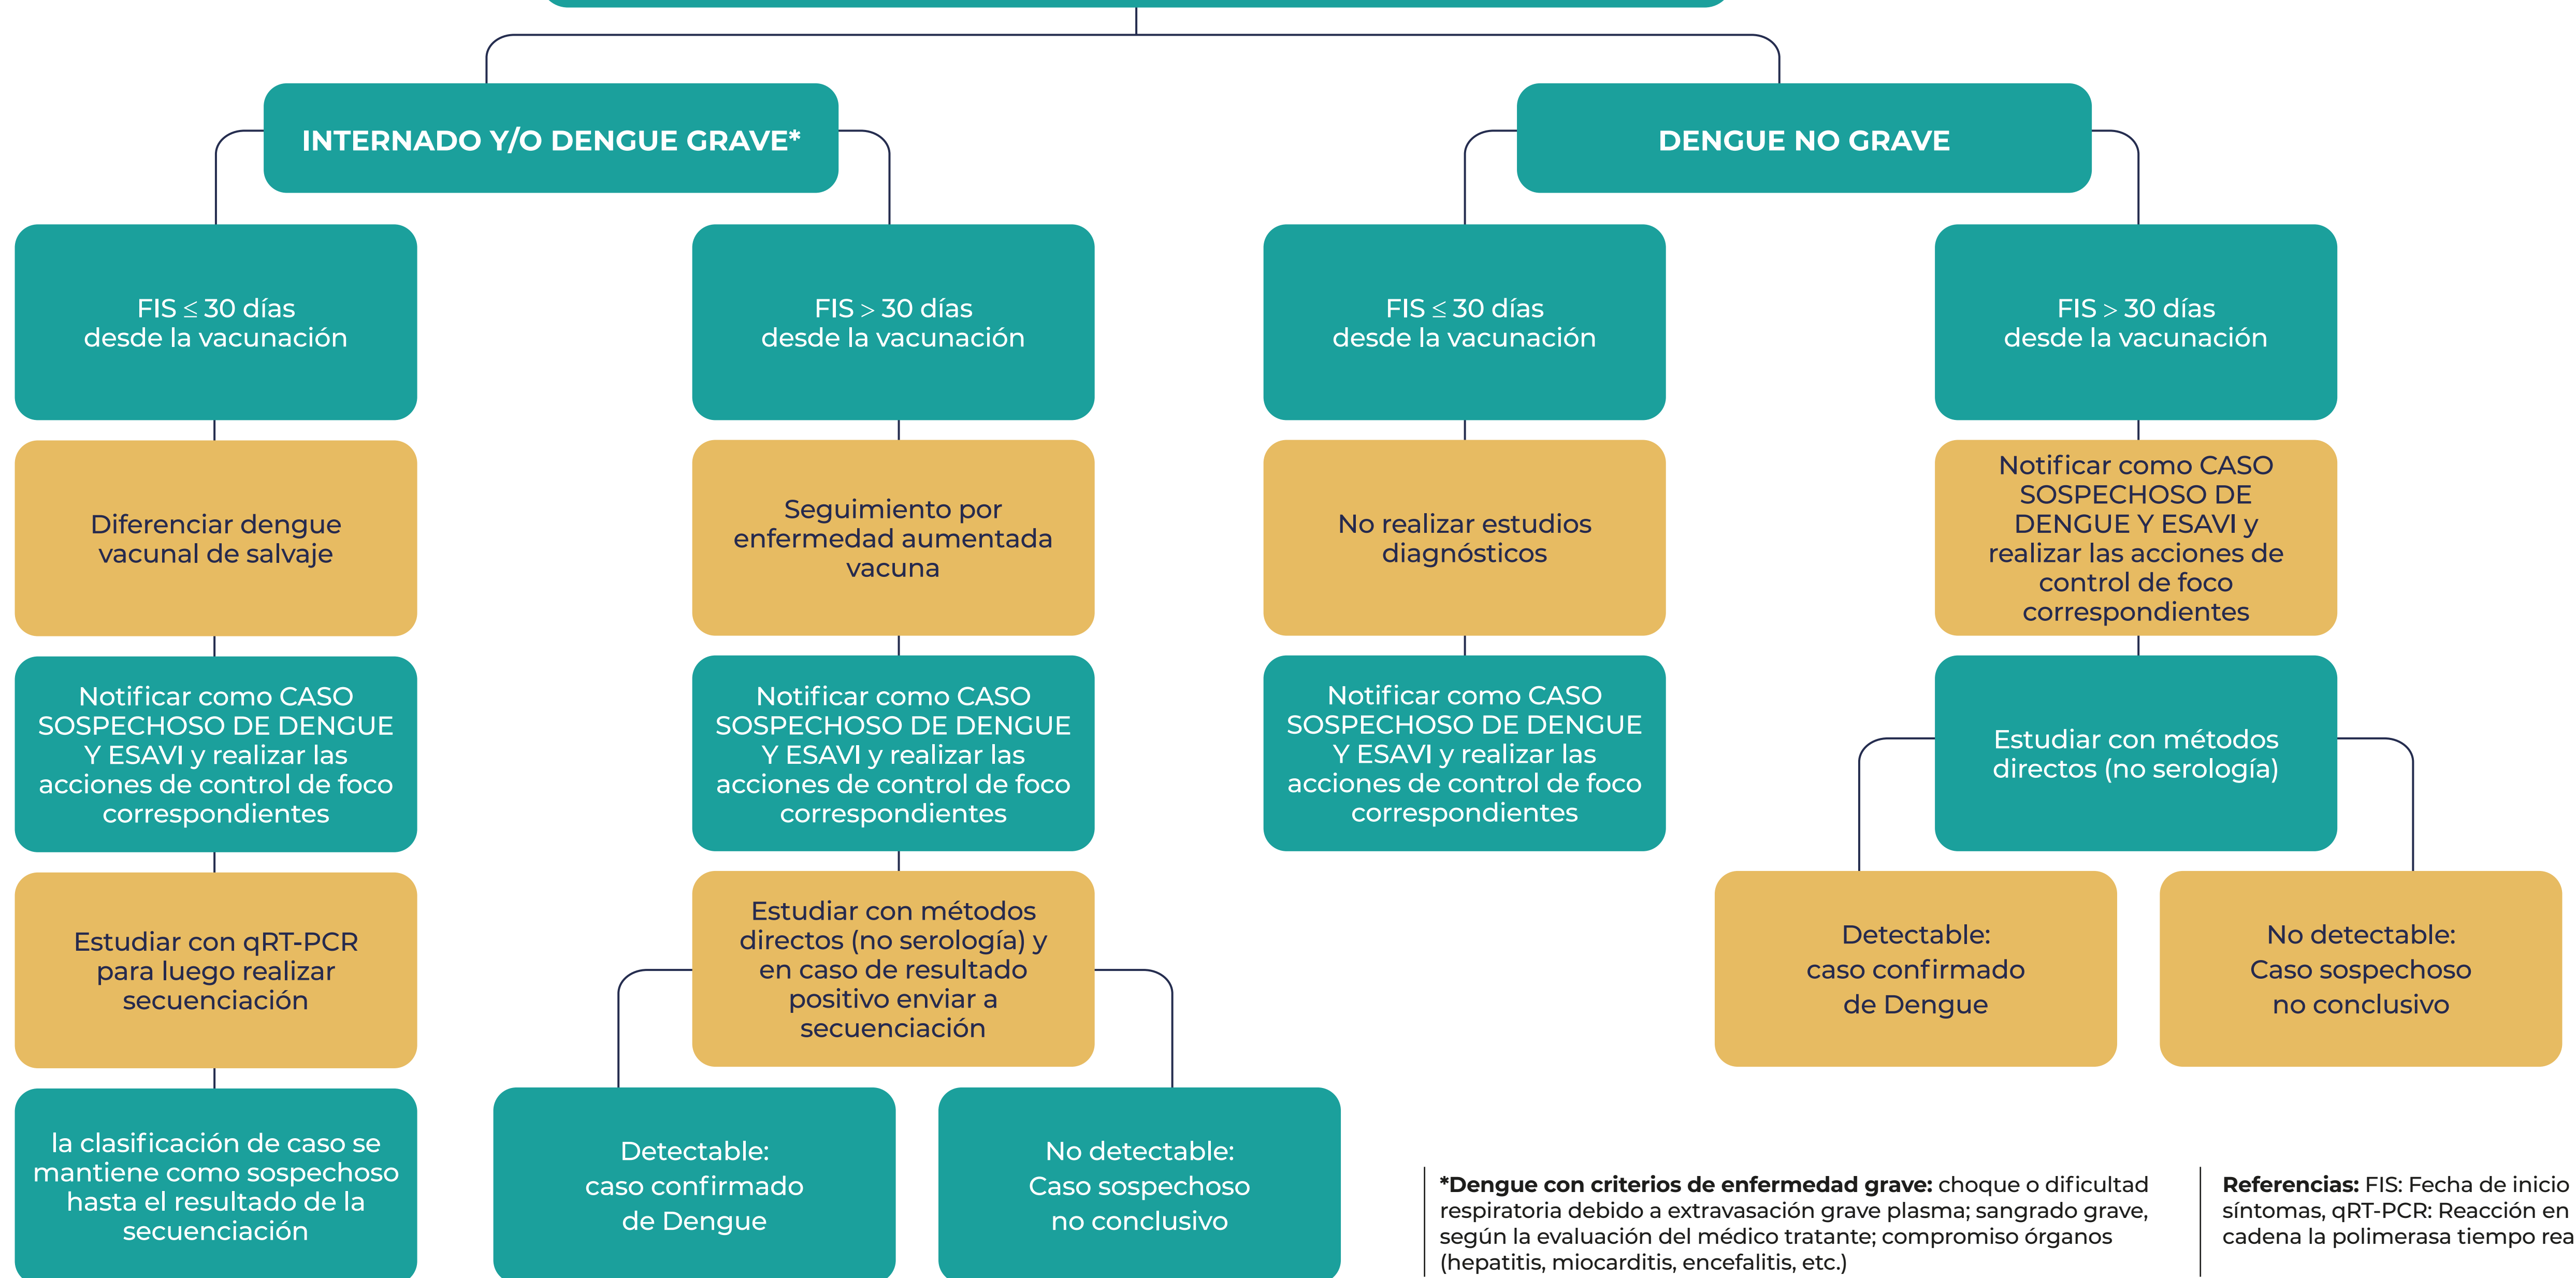 INTERNADO Y/O DENGUE GRAVE*
DENGUE NO GRAVE
FIS ≤ 30 días
desde la vacunación
FIS > 30 días
desde la vacunación
FIS ≤ 30 días
desde la vacunación
FIS > 30 días
desde la vacunación
Diferenciar dengue
vacunal de salvaje
Seguimiento por
enfermedad aumentada
vacuna
No realizar estudios
diagnósticos
Notificar como CASO
SOSPECHOSO DE
DENGUE Y ESAVI y
realizar las acciones de
control de foco
correspondientes
Notificar como CASO
SOSPECHOSO DE DENGUE
Y ESAVI y realizar las
acciones de control de foco
correspondientes
Notificar como CASO
SOSPECHOSO DE DENGUE
Y ESAVI y realizar las
acciones de control de foco
correspondientes
Notificar como CASO
SOSPECHOSO DE DENGUE
Y ESAVI y realizar las
acciones de control de foco
correspondientes
Estudiar con métodos
directos (no serología)
Estudiar con qRT-PCR
para luego realizar
secuenciación
Estudiar con métodos
directos (no serología) y
en caso de resultado
positivo enviar a
secuenciación
Detectable:
caso confirmado
de Dengue
No detectable:
Caso sospechoso
no conclusivo
la clasificación de caso se
mantiene como sospechoso
hasta el resultado de la
secuenciación
Detectable:
caso confirmado
de Dengue
No detectable:
Caso sospechoso
no conclusivo
*Dengue con criterios de enfermedad grave: choque o dificultad
respiratoria debido a extravasación grave plasma; sangrado grave,
según la evaluación del médico tratante; compromiso órganos
(hepatitis, miocarditis, encefalitis, etc.)
Referencias: FIS: Fecha de inicio
síntomas, qRT-PCR: Reacción en
cadena la polimerasa tiempo rea